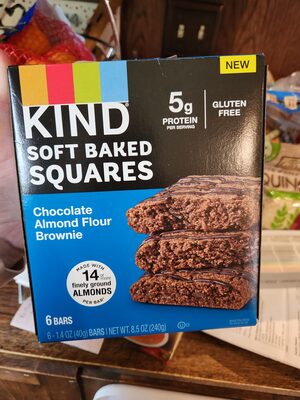 NEW
KIND
5g
PROTEIN
PER SERVING
GLUTEN
FREE
SOFT BAKED
SQUARES
Chocolate
Almond Flour
Brownie
MADE WITH
14
finely ground
ALMONDS
PER BAR
6 BARS
6 - 1.4 OZ (40g) BARS | NET WT. 8.5 OZ (240g)
QUIN